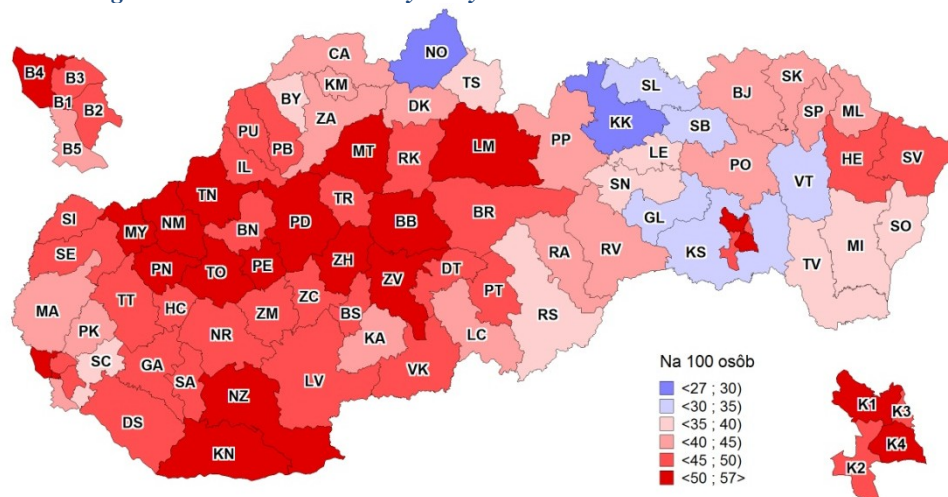 NO
CA
B4
B3
TS
SL
SK
KM
BY
DK
BJ
B1
B2
ZA
SP
ML
KK
SB
PU
PB
MT
LM
PP
B5
RK
LE
PO
HE
SV
IL
VT
TN
SN
TR
BB
BR
SI
MY
NM
BN
PD
GL
SO
SE
RA
RV
KS
MI
PN
TO
PE
ZH
ZV
DT
TV
PT
MA
TT
HC
ZM
ZC
BS
RS
PK
NR
KA
LC
SC
GA
SA
LV
VK
NZ
DS
KN
Na 100 osôb
<27 ; 30)
<30 ; 35)
<35 ; 40)
<40 ; 45)
<45 ; 50)
<50 ; 57>
K1
K3
K4
K2